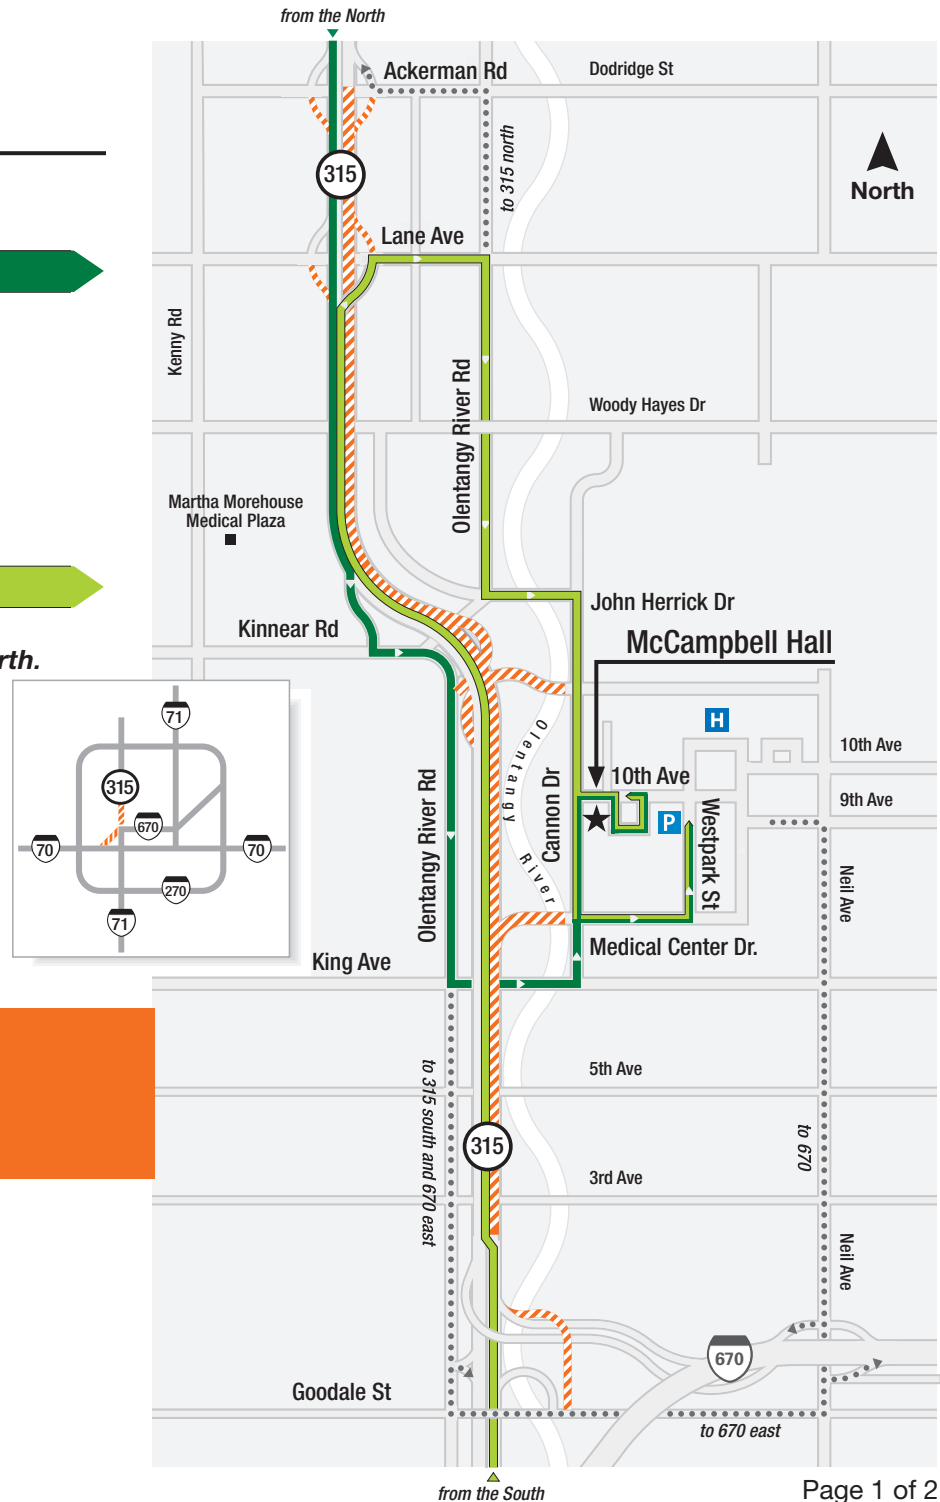 from the North
Ackerman Rd
Dodridge St
315
to 315 north
North
Lane Ave
Kenny Rd
Olentangy River Rd
Woody Hayes Dr
Martha Morehouse
Medical Plaza
John Herrick Dr
Kinnear Rd
McCampbell Hall
rth.
71
315
670
70
70
270
71
H
Olentangy
River
10th Ave
10th Ave
9th Ave
P
Cannon Dr
Westpark St
Olentangy River Rd
Neil Ave
Medical Center Dr.
King Ave
5th Ave
to 315 south and 670 east
315
to 670
3rd Ave
Neil Ave
670
Goodale St
to 670 east
from the South
Page 1 of 2